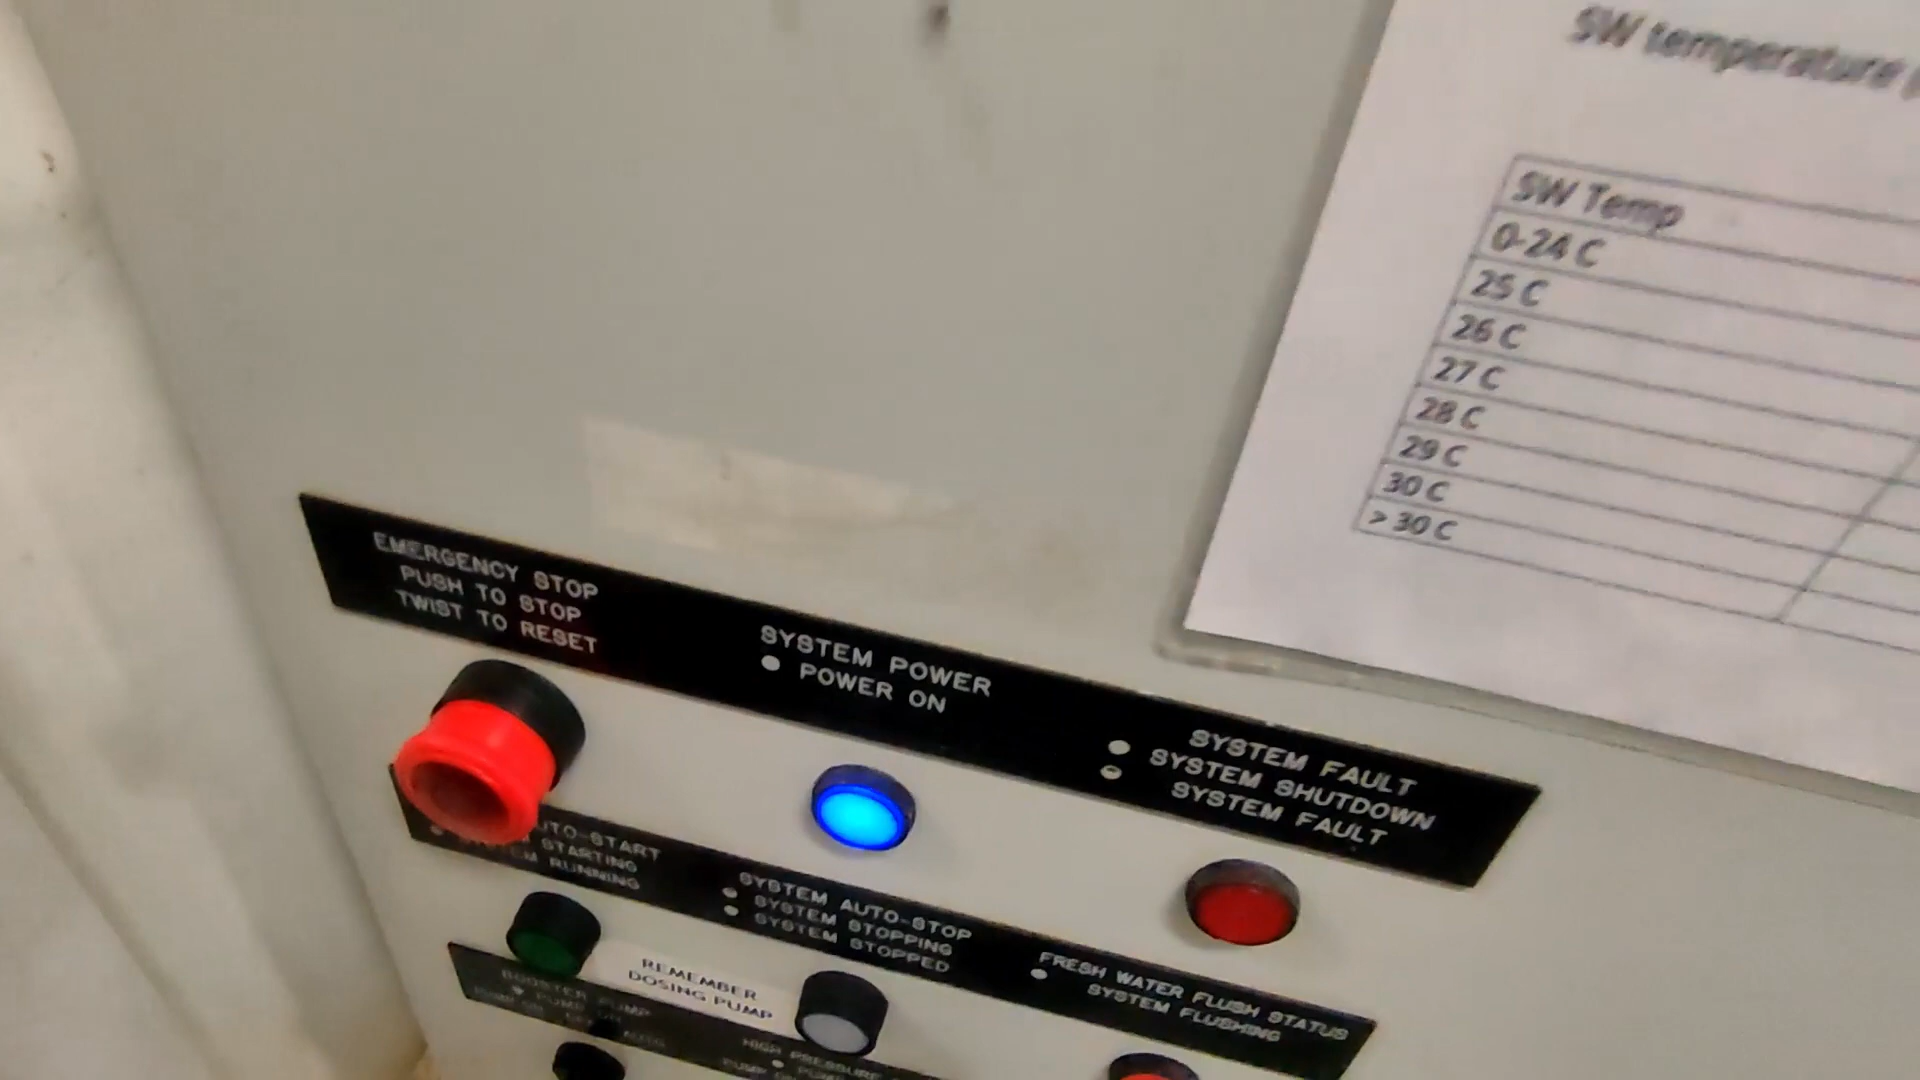 SW temperature
SW Temp
0-24 C
25 C
26 C
27 C
28 C
29 C
30 C
> 30 C
EMERGENCY STOP
PUSH TO STOP
TWIST TO RESET
SYSTEM POWER
POWER ON
SYSTEM FAULT
SYSTEM SHUTDOWN
SYSTEM FAULT
AUTO-START
STARTING
RUNNING
SYSTEM AUTO-STOP
SYSTEM STOPPING
SYSTEM STOPPED
FRESH WATER FLUSH STATUS
SYSTEM FLUSHING
REMEMBER
DOSING PUMP
BOOSTER PUMP
HIGH PRESSURE